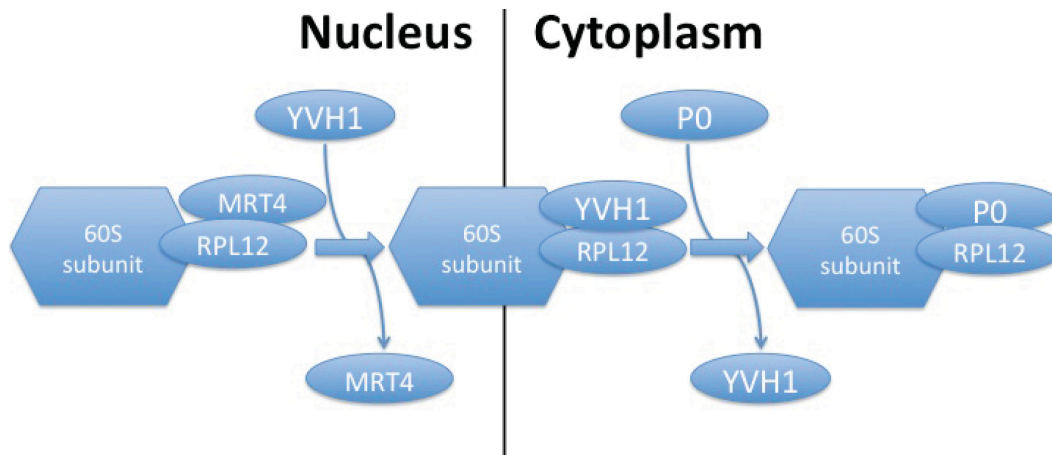 Nucleus
Cytoplasm
YVH1
P0
MRT4
RPL12
60S
subunit
60S
subunit
YVH1
RPL12
60S
subunit
P0
RPL12
MRT4
YVH1